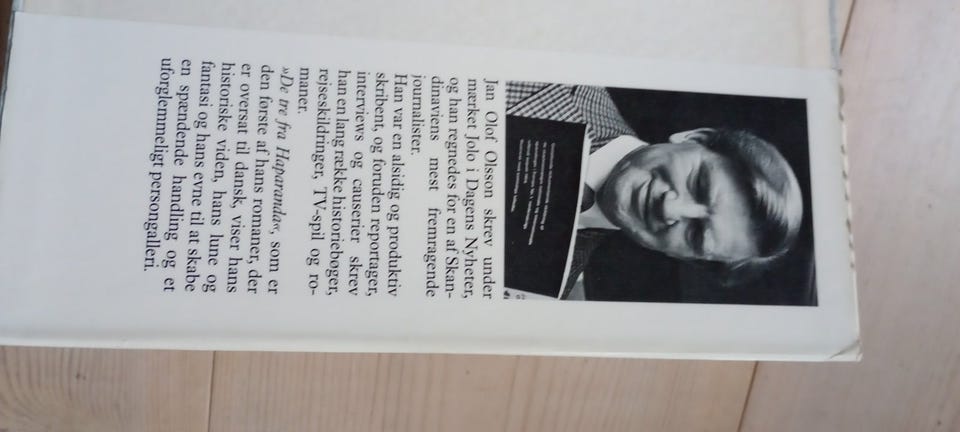 Jan Olof Olsson skrev under
mærket Jolo i Dagens Nyheter,
og han regnedes for en af Skan-
dinaviens mest fremragende
journalister.
Han var en alsidig og produktiv
skribent, og foruden reportager,
interviews og causerier skrev
han en lang række historiebøger,
rejseskildringer, TV-spil og ro-
maner.
»De tre fra Haparanda«, som er
den første af hans romaner, der
er oversat til dansk, viser hans
historiske viden, hans lune og
fantasi og hans evne til at skabe
en spændende handling og et
uforglemmeligt persongalleri.